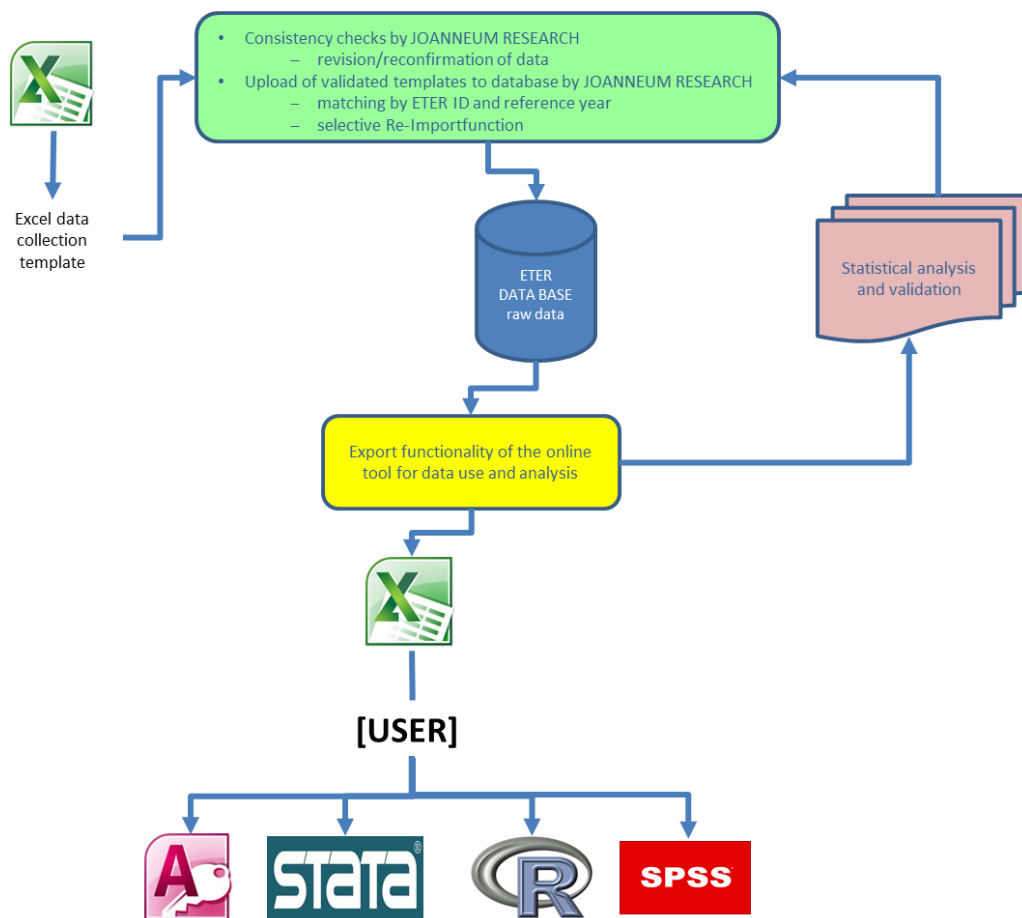 • Consistency checks by JOANNEUM RESEARCH
– revision/reconfirmation of data
• Upload of validated templates to database by JOANNEUM RESEARCH
– matching by ETER ID and reference year
– selective Re-Importfunction
X
Excel data
collection
template
ETER
DATA BASE
raw data
Statistical analysis
and validation
Export functionality of the online
tool for data use and analysis
X
[USER]
A
STATA®
R
SPSS